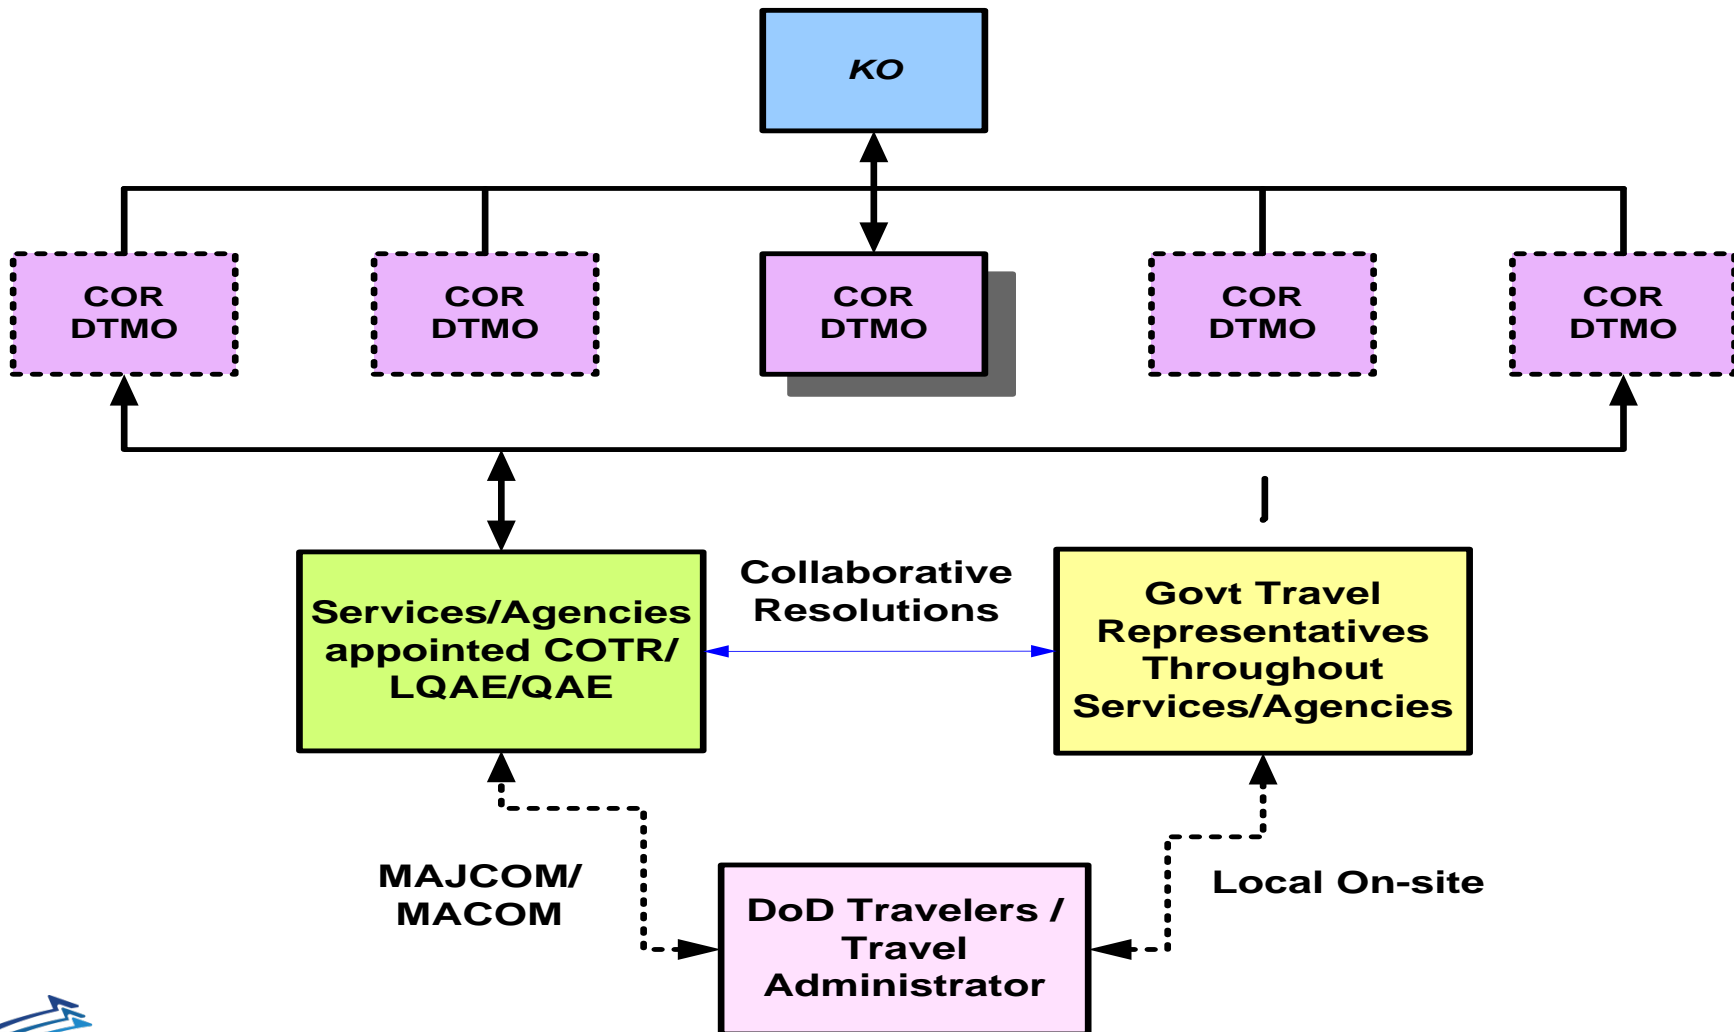 KO
COR
DTMO
COR
DTMO
COR
DTMO
COR
DTMO
COR
DTMO
Services/Agencies
appointed COTR/
LQAE/QAE
Collaborative
Resolutions
Govt Travel
Representatives
Throughout
Services/Agencies
MAJCOM/
MACOM
DoD Travelers /
Travel
Administrator
Local On-site